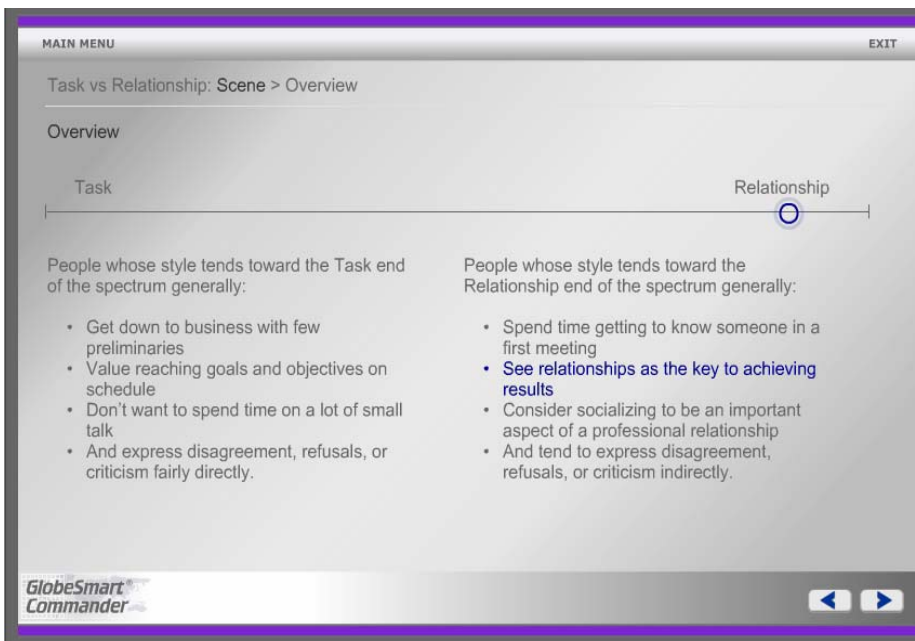 MAIN MENU EXIT
Task vs Relationship: Scene > Overview
Overview
Task Relationship
People whose style tends toward the Task end
of the spectrum generally:
• Get down to business with few
preliminaries
• Value reaching goals and objectives on
schedule
• Don't want to spend time on a lot of small
talk
• And express disagreement, refusals, or
criticism fairly directly.
People whose style tends toward the
Relationship end of the spectrum generally:
• Spend time getting to know someone in a
first meeting
• See relationships as the key to achieving
results
• Consider socializing to be an important
aspect of a professional relationship
• And tend to express disagreement,
refusals, or criticism indirectly.
GlobeSmart®
Commander